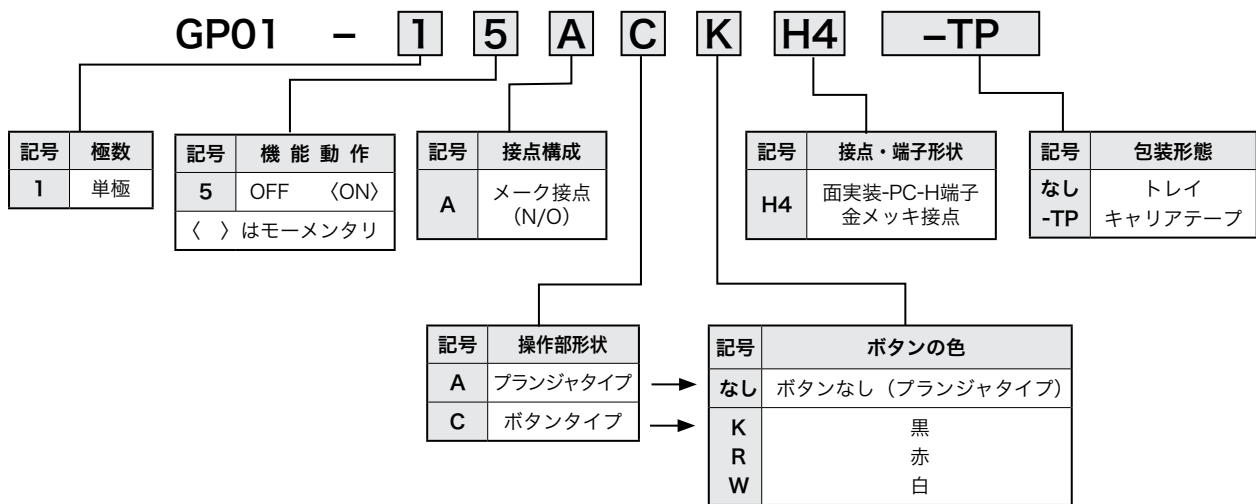 GP01 – 1 5 A C K H4 –TP
記号 極数
1 単極
記号 機能動作
5 OFF 〈ON〉
〈 〉はモーメンタリ
記号 接点構成
A メーク接点
(N/O)
記号 接点・端子形状
H4 面実装-PC-H端子
金メッキ接点
記号 包装形態
なし トレイ
-TP キャリアテープ
記号 操作部形状
A プランジャタイプ
C ボタンタイプ
記号 ボタンの色
なし ボタンなし（プランジャタイプ）
K 黒
R 赤
W 白